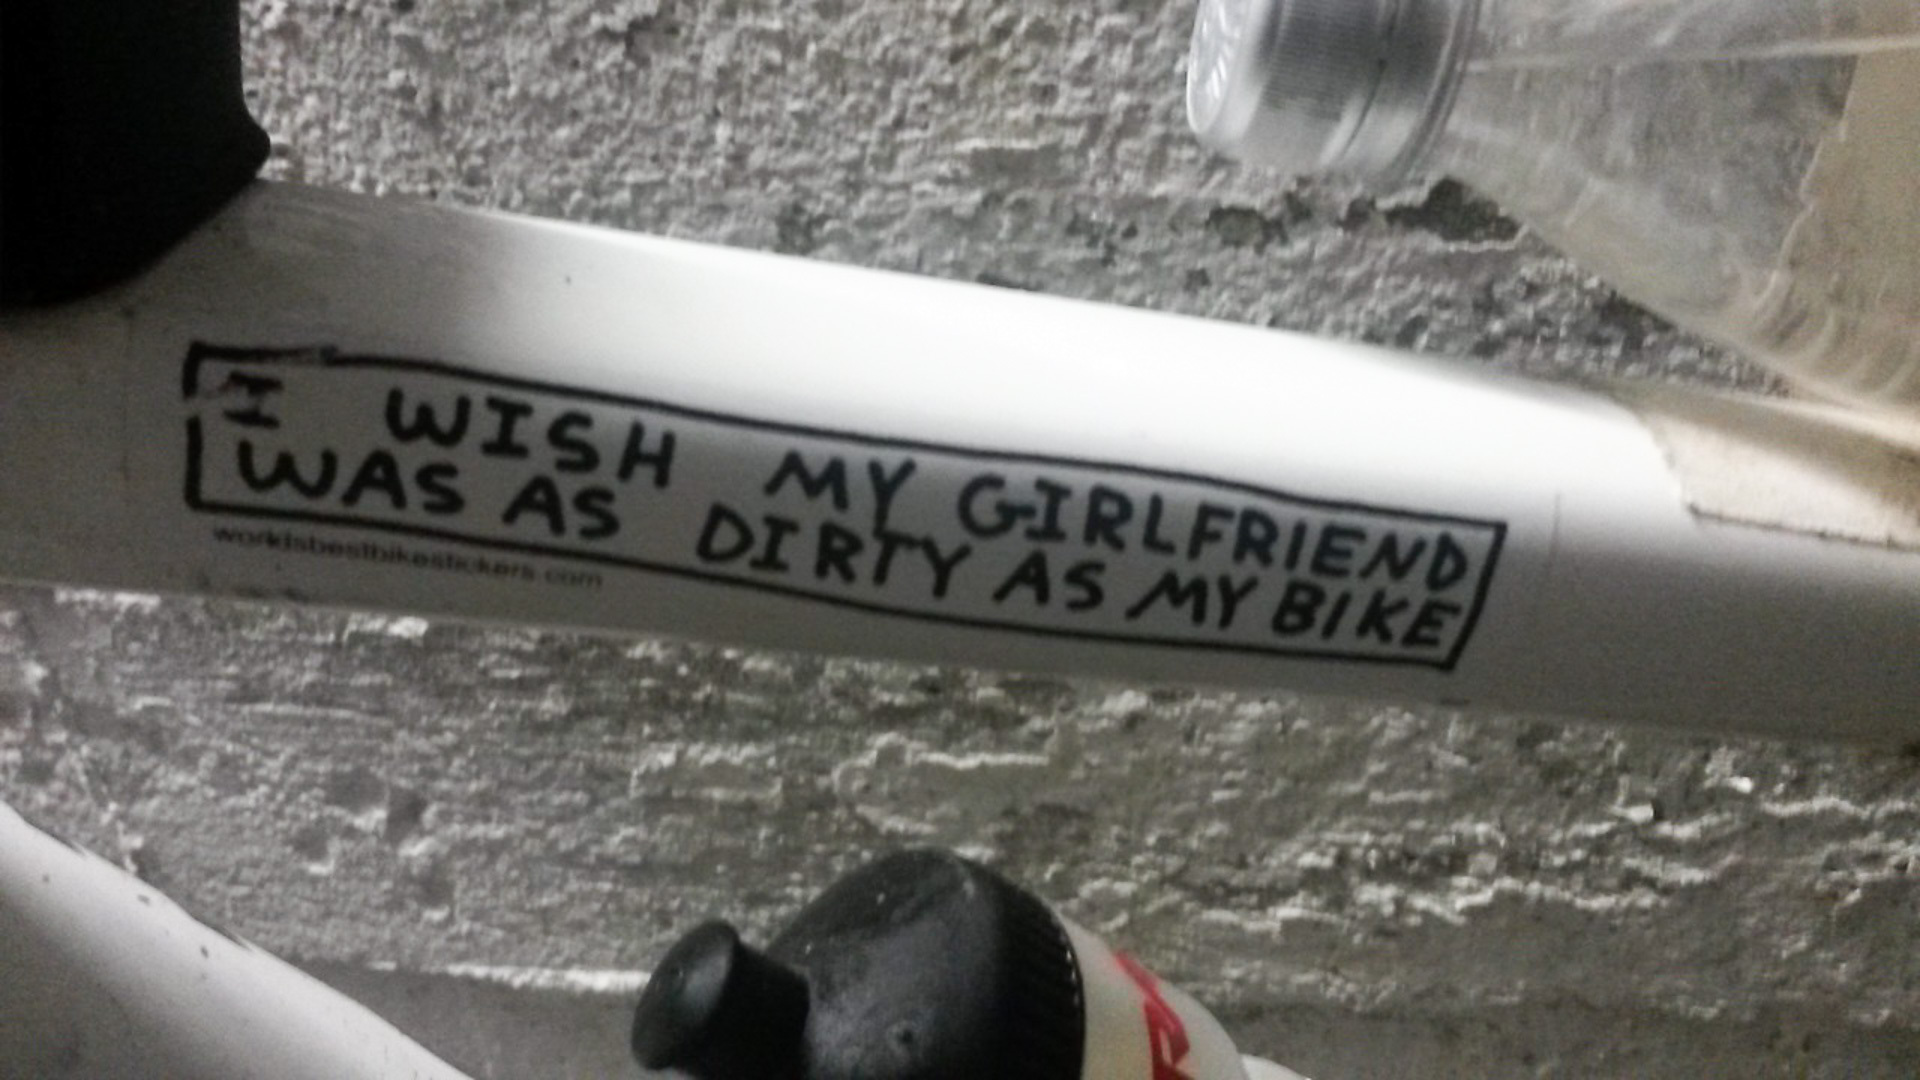 I WISH MY GIRLFRIEND
WAS AS DIRTY AS MY BIKE
worldsbestbikestickers.com